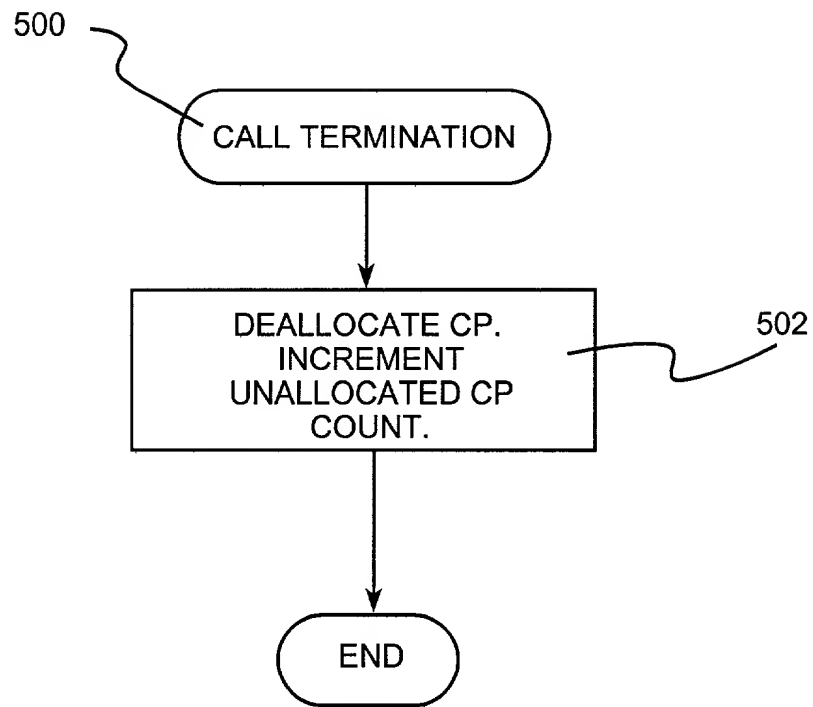 500
CALL TERMINATION
DEALLOCATE CP.
INCREMENT
UNALLOCATED CP
COUNT.
502
END